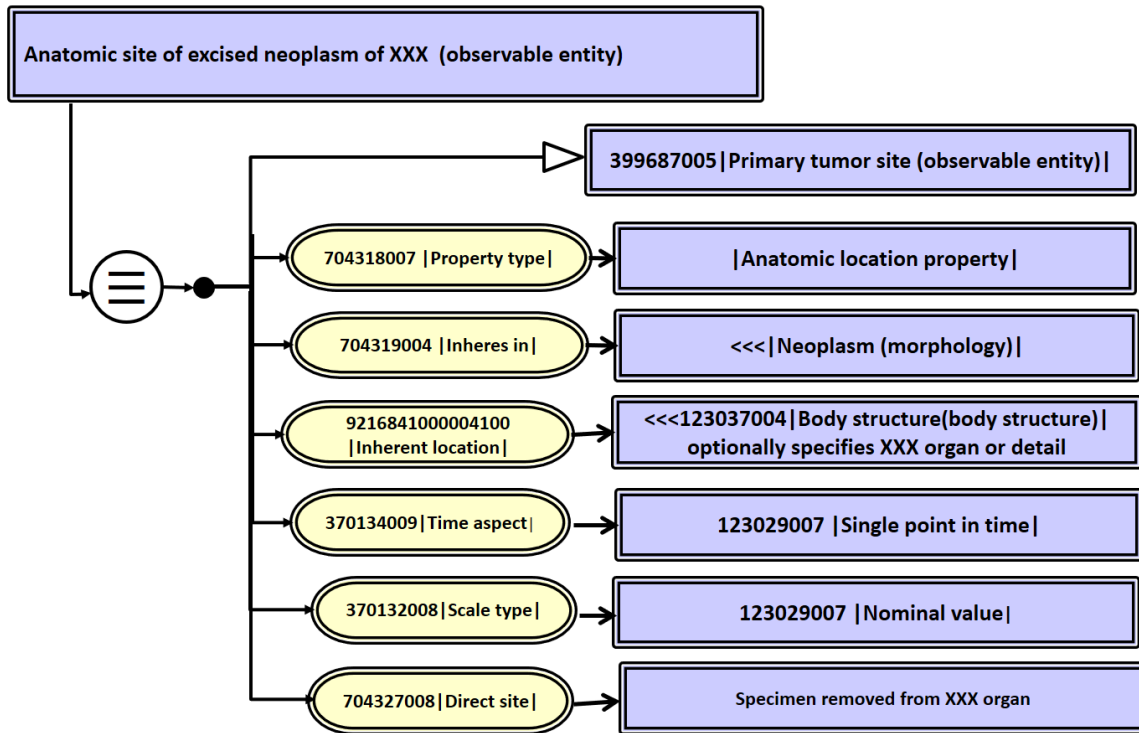 Anatomic site of excised neoplasm of XXX (observable entity)
399687005|Primary tumor site (observable entity)|
704318007 |Property type|
|Anatomic location property|
704319004 |Inheres in|
<<<|Neoplasm (morphology)|
9216841000004100
|Inherent location|
<<<123037004|Body structure(body structure)|
optionally specifies XXX organ or detail
370134009|Time aspect|
123029007 |Single point in time|
370132008|Scale type|
123029007 |Nominal value|
704327008|Direct site|
Specimen removed from XXX organ